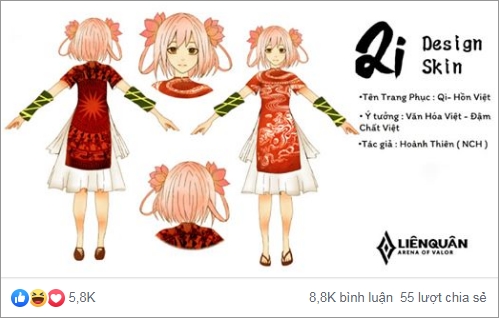 Qi Design
Skin
•Tên Trang Phục : Qi- Hồn Việt
• Ý tưởng : Văn Hóa Việt - Đậm
Chất Việt
•Tác giả : Hoành Thiên ( NCH )
LIÊNQUÂN
ARENA OF VALOR
5,8K 8,8K bình luận 55 lượt chia sẻ